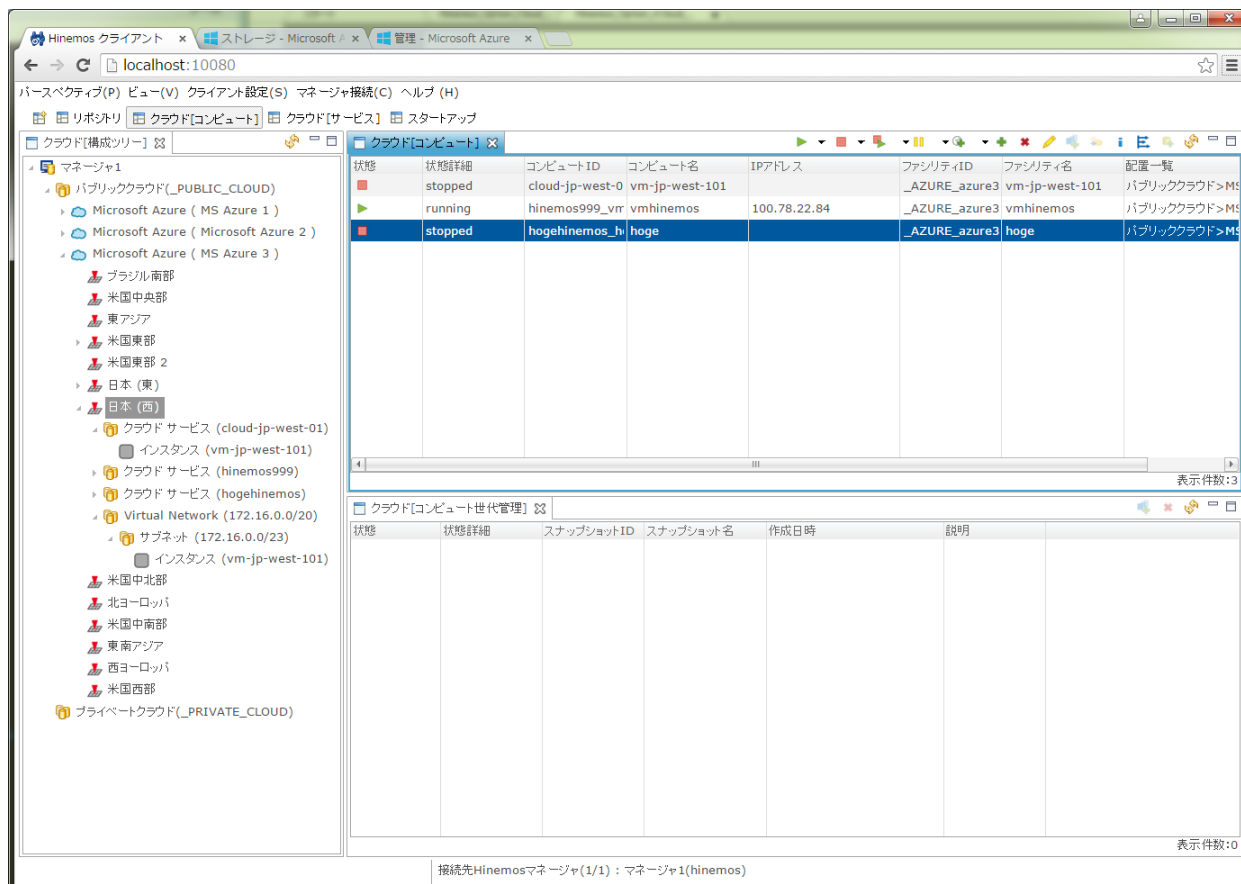 Hinemos クライアント ストレージ - Microsoft A 管理 - Microsoft Azure
localhost:10080
パースペクティブ(P) ビュー(V) クライアント設定(S) マネージャ接続(C) ヘルプ (H)
リポジトリ クラウド[コンピュート] クラウド[サービス] スタートアップ
クラウド[構成ツリー]
マネージャ1
パブリッククラウド(_PUBLIC_CLOUD)
Microsoft Azure ( MS Azure 1 )
Microsoft Azure ( Microsoft Azure 2 )
Microsoft Azure ( MS Azure 3 )
ブラジル南部
米国中央部
東アジア
米国東部
米国東部 2
日本 (東)
日本 (西)
クラウド サービス (cloud-jp-west-01)
インスタンス (vm-jp-west-101)
クラウド サービス (hinemos999)
クラウド サービス (hogehinemos)
Virtual Network (172.16.0.0/20)
サブネット (172.16.0.0/23)
インスタンス (vm-jp-west-101)
米国中北部
北ヨーロッパ
米国中南部
東南アジア
西ヨーロッパ
米国西部
プライベートクラウド(_PRIVATE_CLOUD)
クラウド[コンピュート]
状態 状態詳細 コンピュートID コンピュート名 IPアドレス ファシリティID ファシリティ名 配置一覧
stopped cloud-jp-west-0 vm-jp-west-101 _AZURE_azure3 vm-jp-west-101 パブリッククラウド>MS
running hinemos999_vm vmhinemos 100.78.22.84 _AZURE_azure3 vmhinemos パブリッククラウド>MS
stopped hogehinemos_h hoge _AZURE_azure3 hoge パブリッククラウド>MS
表示件数:3
クラウド[コンピュート世代管理]
状態 状態詳細 スナップショットID スナップショット名 作成日時 説明
表示件数:0
接続先Hinemosマネージャ(1/1) : マネージャ1(hinemos)